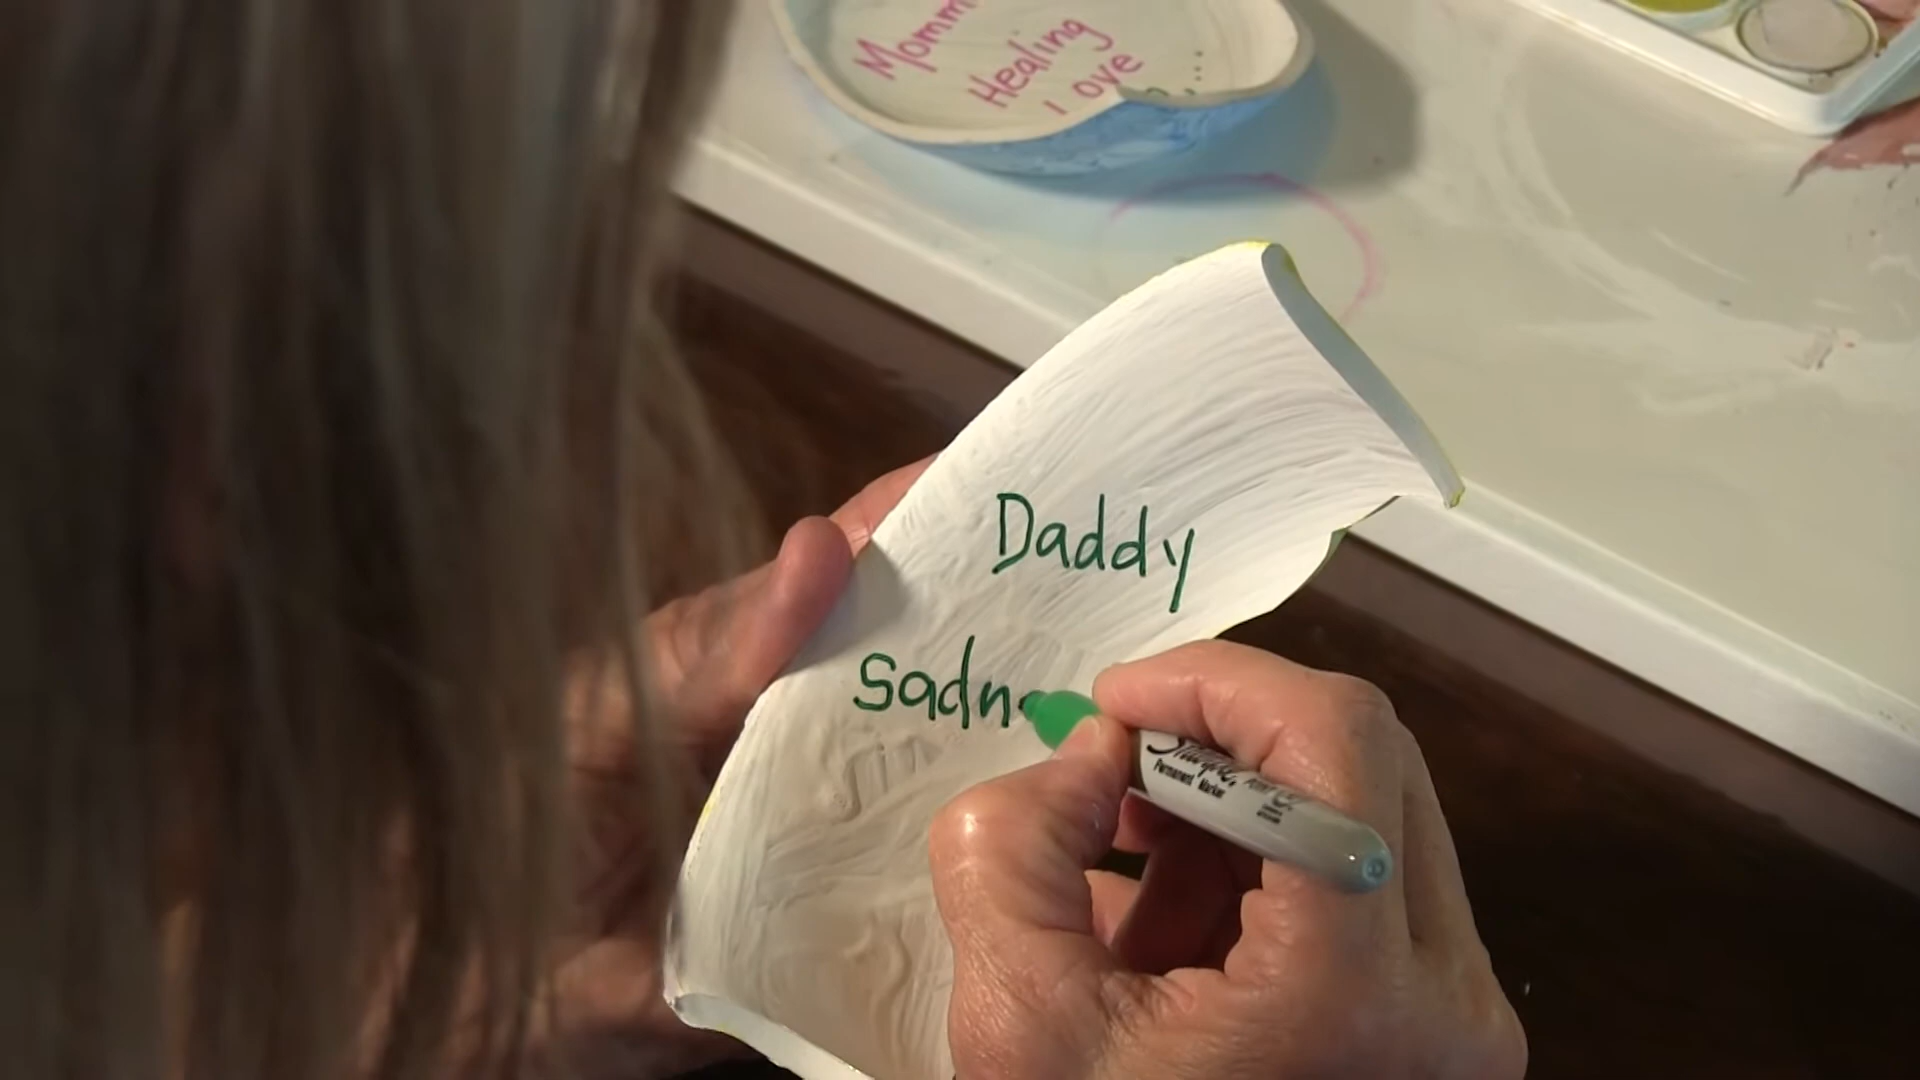 Momm
Healing
Love
Daddy
Sadn
Sharpie
Permanent Marker